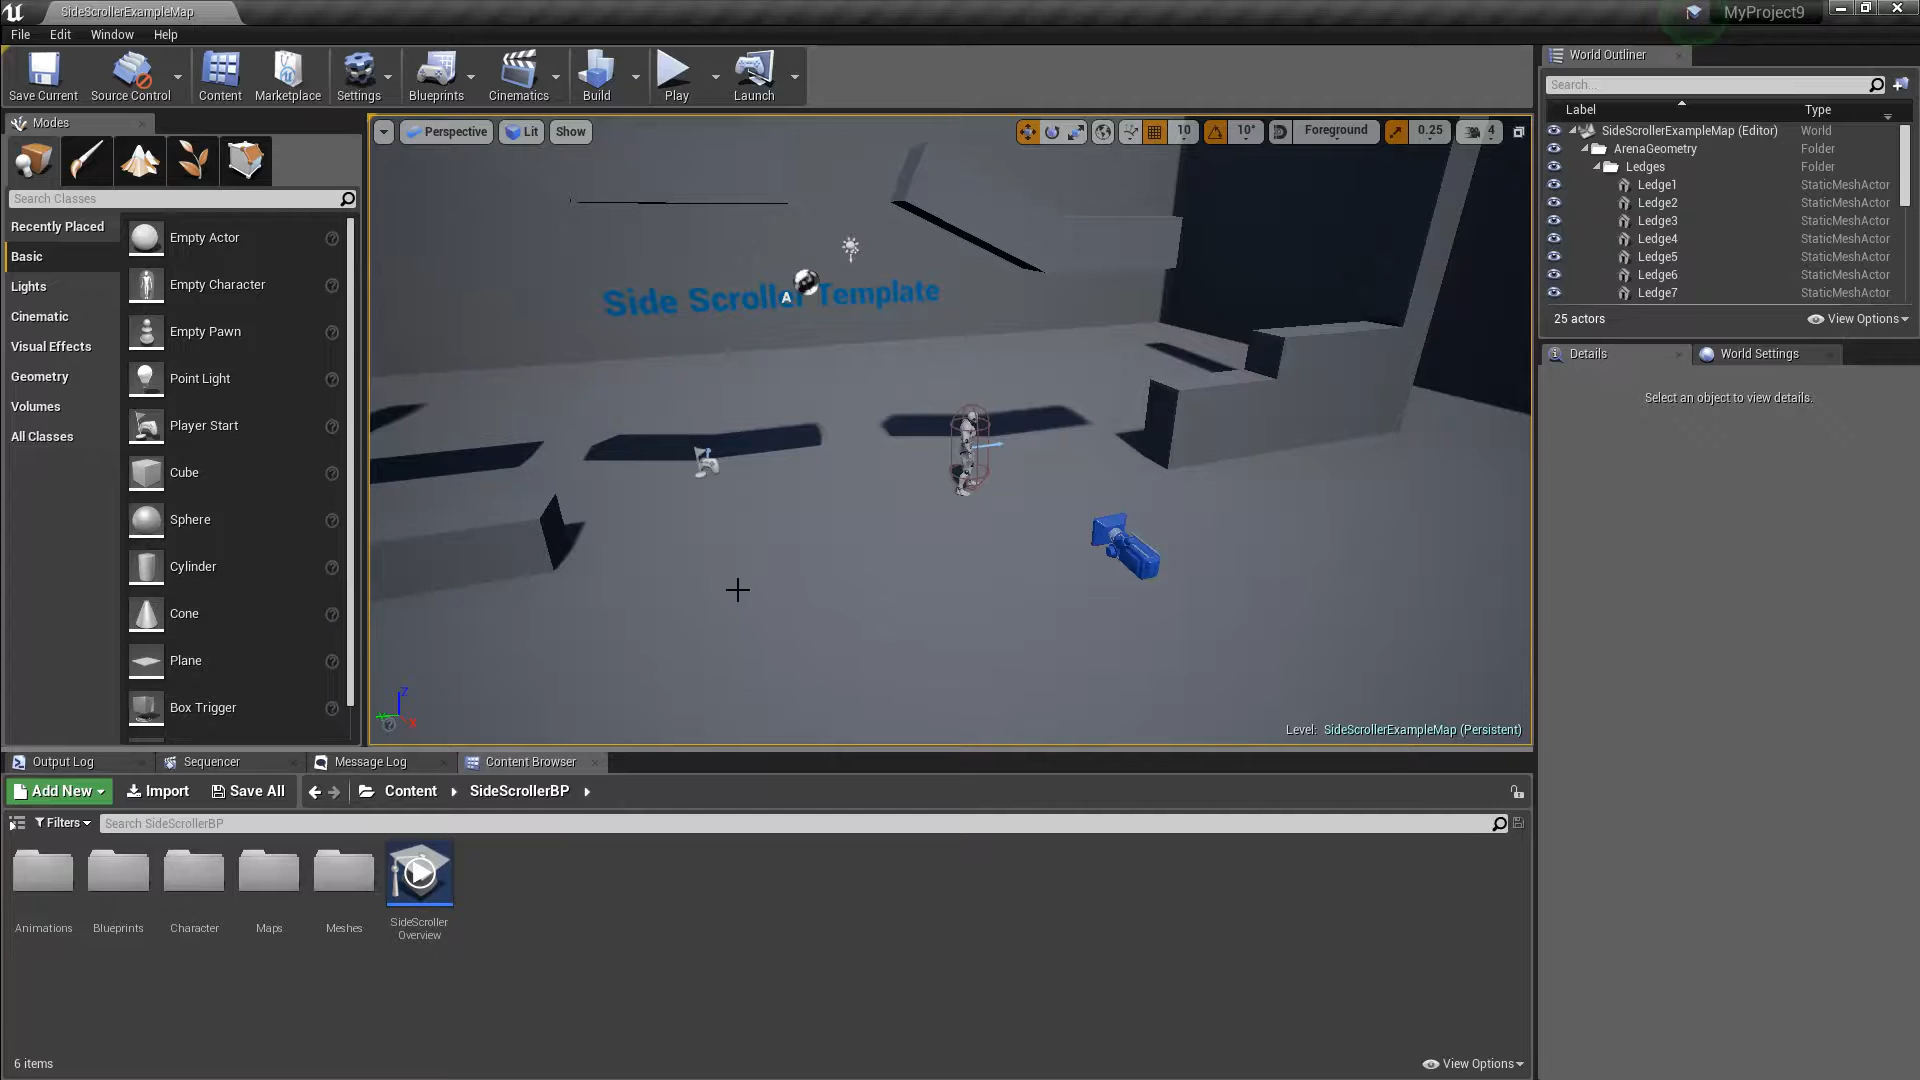 SideScrollerExampleMap
MyProject9
File Edit Window Help
Save Current Source Control Content Marketplace Settings Blueprints Cinematics Build Play Launch
Modes
Search Classes
Recently Placed
Basic
Lights
Cinematic
Visual Effects
Geometry
Volumes
All Classes
Empty Actor
Empty Character
Empty Pawn
Point Light
Player Start
Cube
Sphere
Cylinder
Cone
Plane
Box Trigger
Perspective Lit Show
10 10° Foreground 0.25 4
Side Scroller Template
A
Z
X
Level: SideScrollerExampleMap (Persistent)
World Outliner
Search...
Label Type
SideScrollerExampleMap (Editor) World
ArenaGeometry Folder
Ledges Folder
Ledge1 StaticMeshActor
Ledge2 StaticMeshActor
Ledge3 StaticMeshActor
Ledge4 StaticMeshActor
Ledge5 StaticMeshActor
Ledge6 StaticMeshActor
Ledge7 StaticMeshActor
25 actors View Options
Details World Settings
Select an object to view details.
Output Log Sequencer Message Log Content Browser
Add New Import Save All Content SideScrollerBP
Filters Search SideScrollerBP
Animations Blueprints Character Maps Meshes SideScroller
Overview
6 items View Options